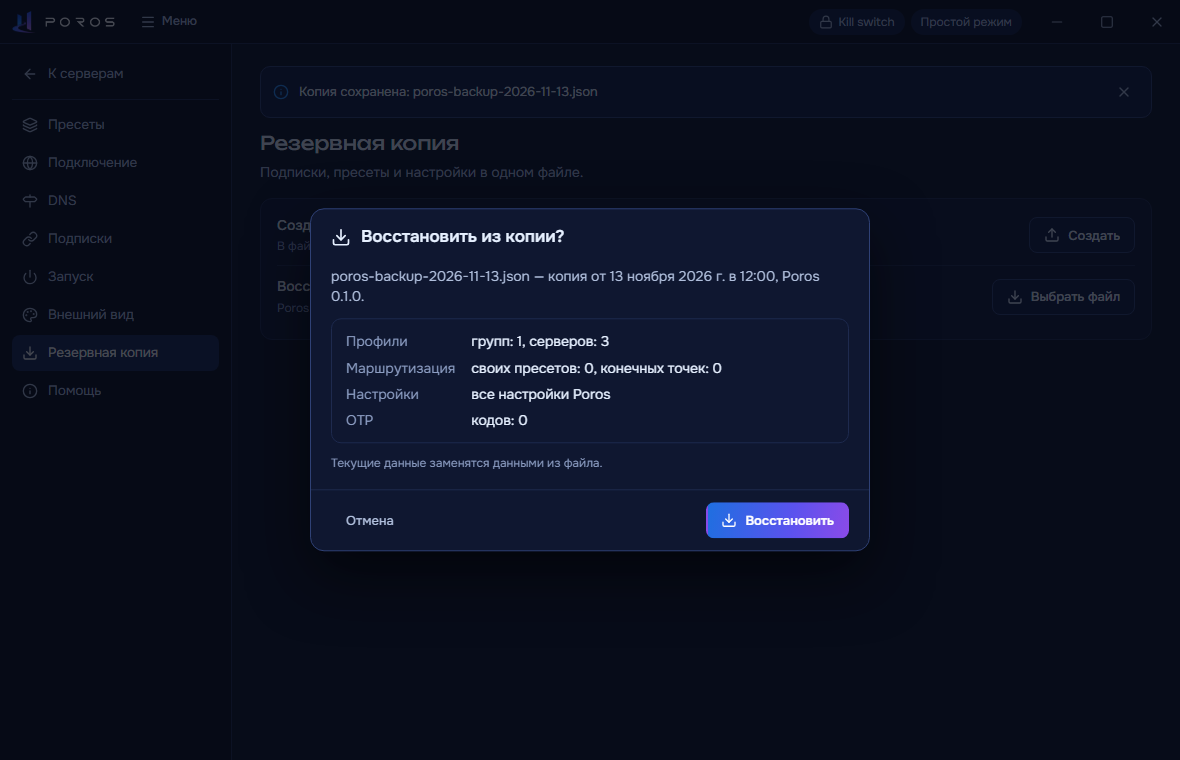 POROS
Меню
Kill switch
Простой режим
К серверам
Пресеты
Подключение
DNS
Подписки
Запуск
Внешний вид
Резервная копия
Помощь
Копия сохранена: poros-backup-2026-11-13.json
Резервная копия
Подписки, пресеты и настройки в одном файле.
Создать
Выбрать файл
Poros
Восстановить из копии?
poros-backup-2026-11-13.json — копия от 13 ноября 2026 г. в 12:00, Poros
0.1.0.
Профили группы: 1, серверов: 3
Маршрутизация своих пресетов: 0, конечных точек: 0
Настройки все настройки Poros
OTP кодов: 0
Текущие данные заменятся данными из файла.
Отмена
Восстановить